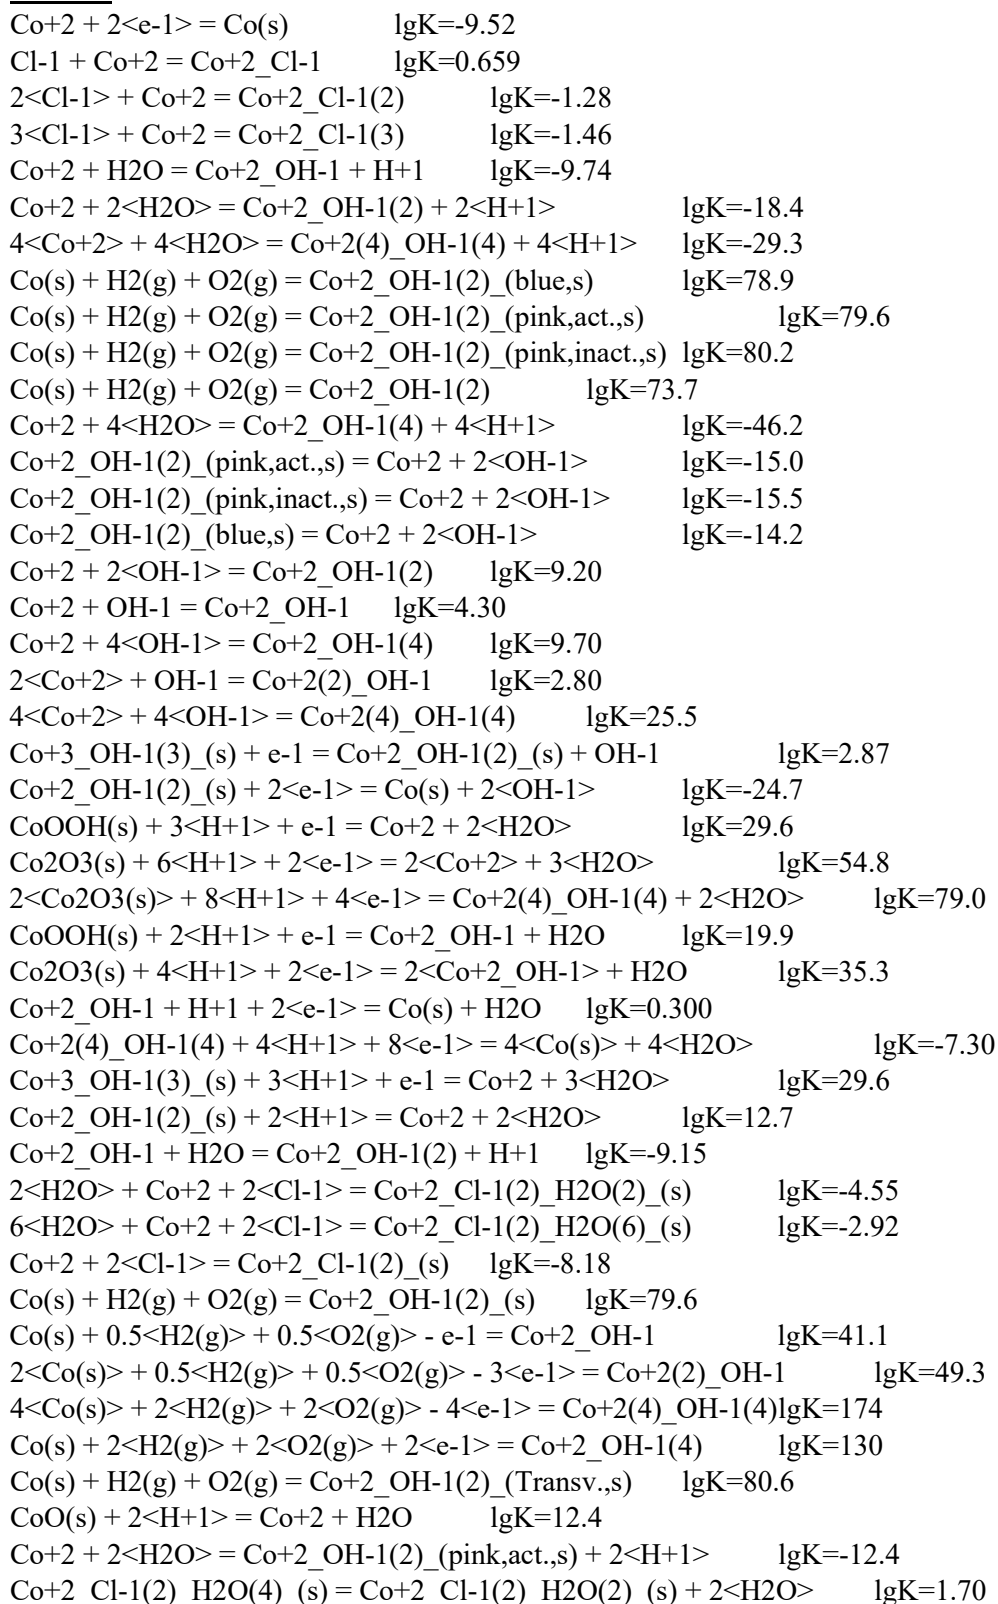 Co+2 + 2<e-1> = Co(s) lgK=-9.52
Cl-1 + Co+2 = Co+2_Cl-1 lgK=0.659
2<Cl-1> + Co+2 = Co+2_Cl-1(2) lgK=-1.28
3<Cl-1> + Co+2 = Co+2_Cl-1(3) lgK=-1.46
Co+2 + H2O = Co+2_OH-1 + H+1 lgK=-9.74
Co+2 + 2<H2O> = Co+2_OH-1(2) + 2<H+1> lgK=-18.4
4<Co+2> + 4<H2O> = Co+2(4)_OH-1(4) + 4<H+1> lgK=-29.3
Co(s) + H2(g) + O2(g) = Co+2_OH-1(2)_(blue,s) lgK=78.9
Co(s) + H2(g) + O2(g) = Co+2_OH-1(2)_(pink,act.,s) lgK=79.6
Co(s) + H2(g) + O2(g) = Co+2_OH-1(2)_(pink,inact.,s) lgK=80.2
Co(s) + H2(g) + O2(g) = Co+2_OH-1(2) lgK=73.7
Co+2 + 4<H2O> = Co+2_OH-1(4) + 4<H+1> lgK=-46.2
Co+2_OH-1(2)_(pink,act.,s) = Co+2 + 2<OH-1> lgK=-15.0
Co+2_OH-1(2)_(pink,inact.,s) = Co+2 + 2<OH-1> lgK=-15.5
Co+2_OH-1(2)_(blue,s) = Co+2 + 2<OH-1> lgK=-14.2
Co+2 + 2<OH-1> = Co+2_OH-1(2) lgK=9.20
Co+2 + OH-1 = Co+2_OH-1 lgK=4.30
Co+2 + 4<OH-1> = Co+2_OH-1(4) lgK=9.70
2<Co+2> + OH-1 = Co+2(2)_OH-1 lgK=2.80
4<Co+2> + 4<OH-1> = Co+2(4)_OH-1(4) lgK=25.5
Co+3_OH-1(3)_(s) + e-1 = Co+2_OH-1(2)_(s) + OH-1 lgK=2.87
Co+2_OH-1(2)_(s) + 2<e-1> = Co(s) + 2<OH-1> lgK=-24.7
CoOOH(s) + 3<H+1> + e-1 = Co+2 + 2<H2O> lgK=29.6
Co2O3(s) + 6<H+1> + 2<e-1> = 2<Co+2> + 3<H2O> lgK=54.8
2<Co2O3(s)> + 8<H+1> + 4<e-1> = Co+2(4)_OH-1(4) + 2<H2O> lgK=79.0
CoOOH(s) + 2<H+1> + e-1 = Co+2_OH-1 + H2O lgK=19.9
Co2O3(s) + 4<H+1> + 2<e-1> = 2<Co+2_OH-1> + H2O lgK=35.3
Co+2_OH-1 + H+1 + 2<e-1> = Co(s) + H2O lgK=0.300
Co+2(4)_OH-1(4) + 4<H+1> + 8<e-1> = 4<Co(s)> + 4<H2O> lgK=-7.30
Co+3_OH-1(3)_(s) + 3<H+1> + e-1 = Co+2 + 3<H2O> lgK=29.6
Co+2_OH-1(2)_(s) + 2<H+1> = Co+2 + 2<H2O> lgK=12.7
Co+2_OH-1 + H2O = Co+2_OH-1(2) + H+1 lgK=-9.15
2<H2O> + Co+2 + 2<Cl-1> = Co+2_Cl-1(2)_H2O(2)_(s) lgK=-4.55
6<H2O> + Co+2 + 2<Cl-1> = Co+2_Cl-1(2)_H2O(6)_(s) lgK=-2.92
Co+2 + 2<Cl-1> = Co+2_Cl-1(2)_(s) lgK=-8.18
Co(s) + H2(g) + O2(g) = Co+2_OH-1(2)_(s) lgK=79.6
Co(s) + 0.5<H2(g)> + 0.5<O2(g)> - e-1 = Co+2_OH-1 lgK=41.1
2<Co(s)> + 0.5<H2(g)> + 0.5<O2(g)> - 3<e-1> = Co+2(2)_OH-1 lgK=49.3
4<Co(s)> + 2<H2(g)> + 2<O2(g)> - 4<e-1> = Co+2(4)_OH-1(4)lgK=174
Co(s) + 2<H2(g)> + 2<O2(g)> + 2<e-1> = Co+2_OH-1(4) lgK=130
Co(s) + H2(g) + O2(g) = Co+2_OH-1(2)_(Transv.,s) lgK=80.6
CoO(s) + 2<H+1> = Co+2 + H2O lgK=12.4
Co+2 + 2<H2O> = Co+2_OH-1(2)_(pink,act.,s) + 2<H+1> lgK=-12.4
Co+2_Cl-1(2)_H2O(4)_(s) = Co+2_Cl-1(2)_H2O(2)_(s) + 2<H2O> lgK=1.70